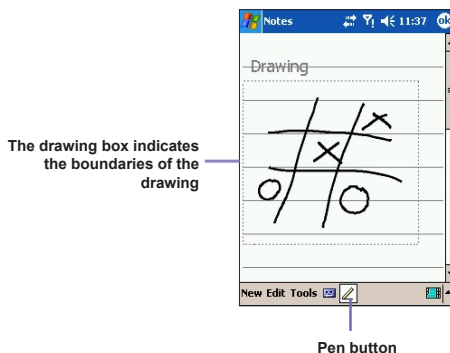 Notes 11:37 ok
Drawing
The drawing box indicates
the boundaries of the
drawing
New Edit Tools
Pen button